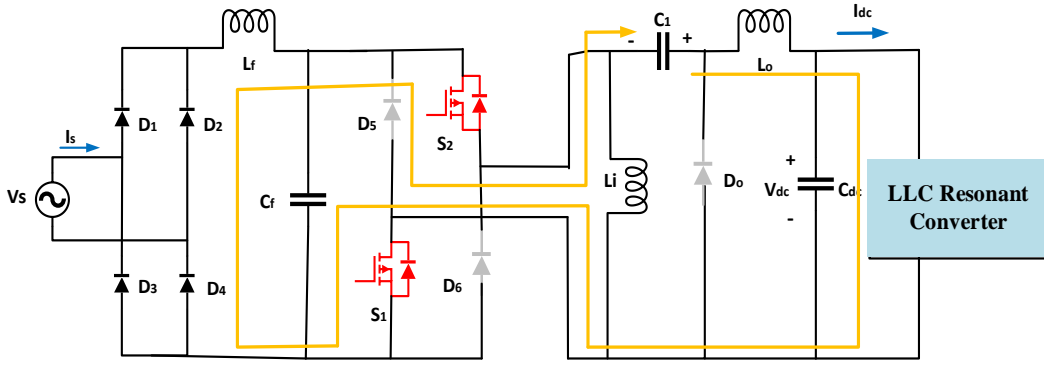 C1
Idc
-
+
Lf
Lo
Is
D1
D2
D5
S2
Vs
Cf
Li
Do
+
Vdc
-
Cdc
LLC Resonant
Converter
D3
D4
S1
D6